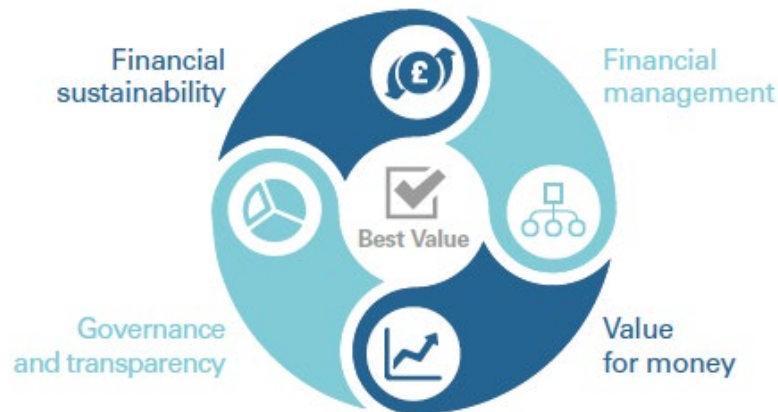 Financial
sustainability
Financial
management
£
Best Value
Governance
and transparency
Value
for money